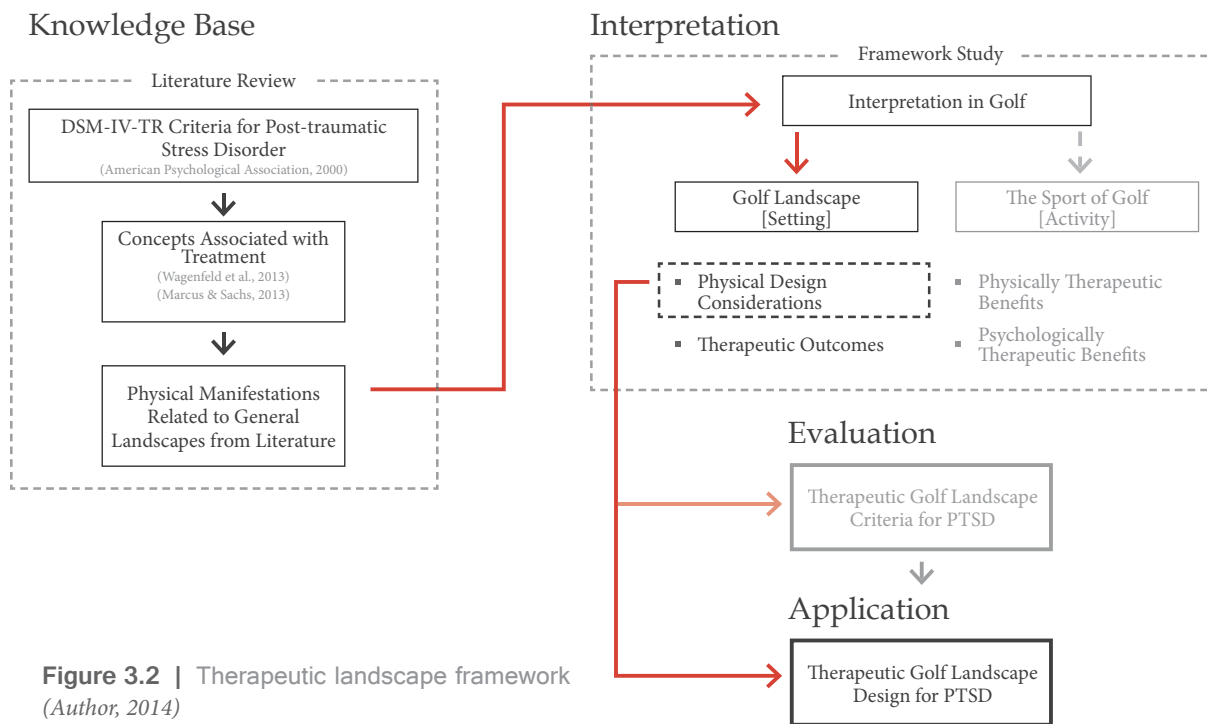 Knowledge Base
Literature Review
DSM-IV-TR Criteria for Post-traumatic
Stress Disorder
(American Psychological Association, 2000)
Concepts Associated with
Treatment
(Wagenfeld et al., 2013)
(Marcus & Sachs, 2013)
Physical Manifestations
Related to General
Landscapes from Literature
Interpretation
Framework Study
Interpretation in Golf
Golf Landscape
[Setting]
▪ Physical Design
Considerations
▪ Therapeutic Outcomes
The Sport of Golf
[Activity]
▪ Physically Therapeutic
Benefits
▪ Psychologically
Therapeutic Benefits
Evaluation
Therapeutic Golf Landscape
Criteria for PTSD
Application
Therapeutic Golf Landscape
Design for PTSD
Figure 3.2 | Therapeutic landscape framework
(Author, 2014)